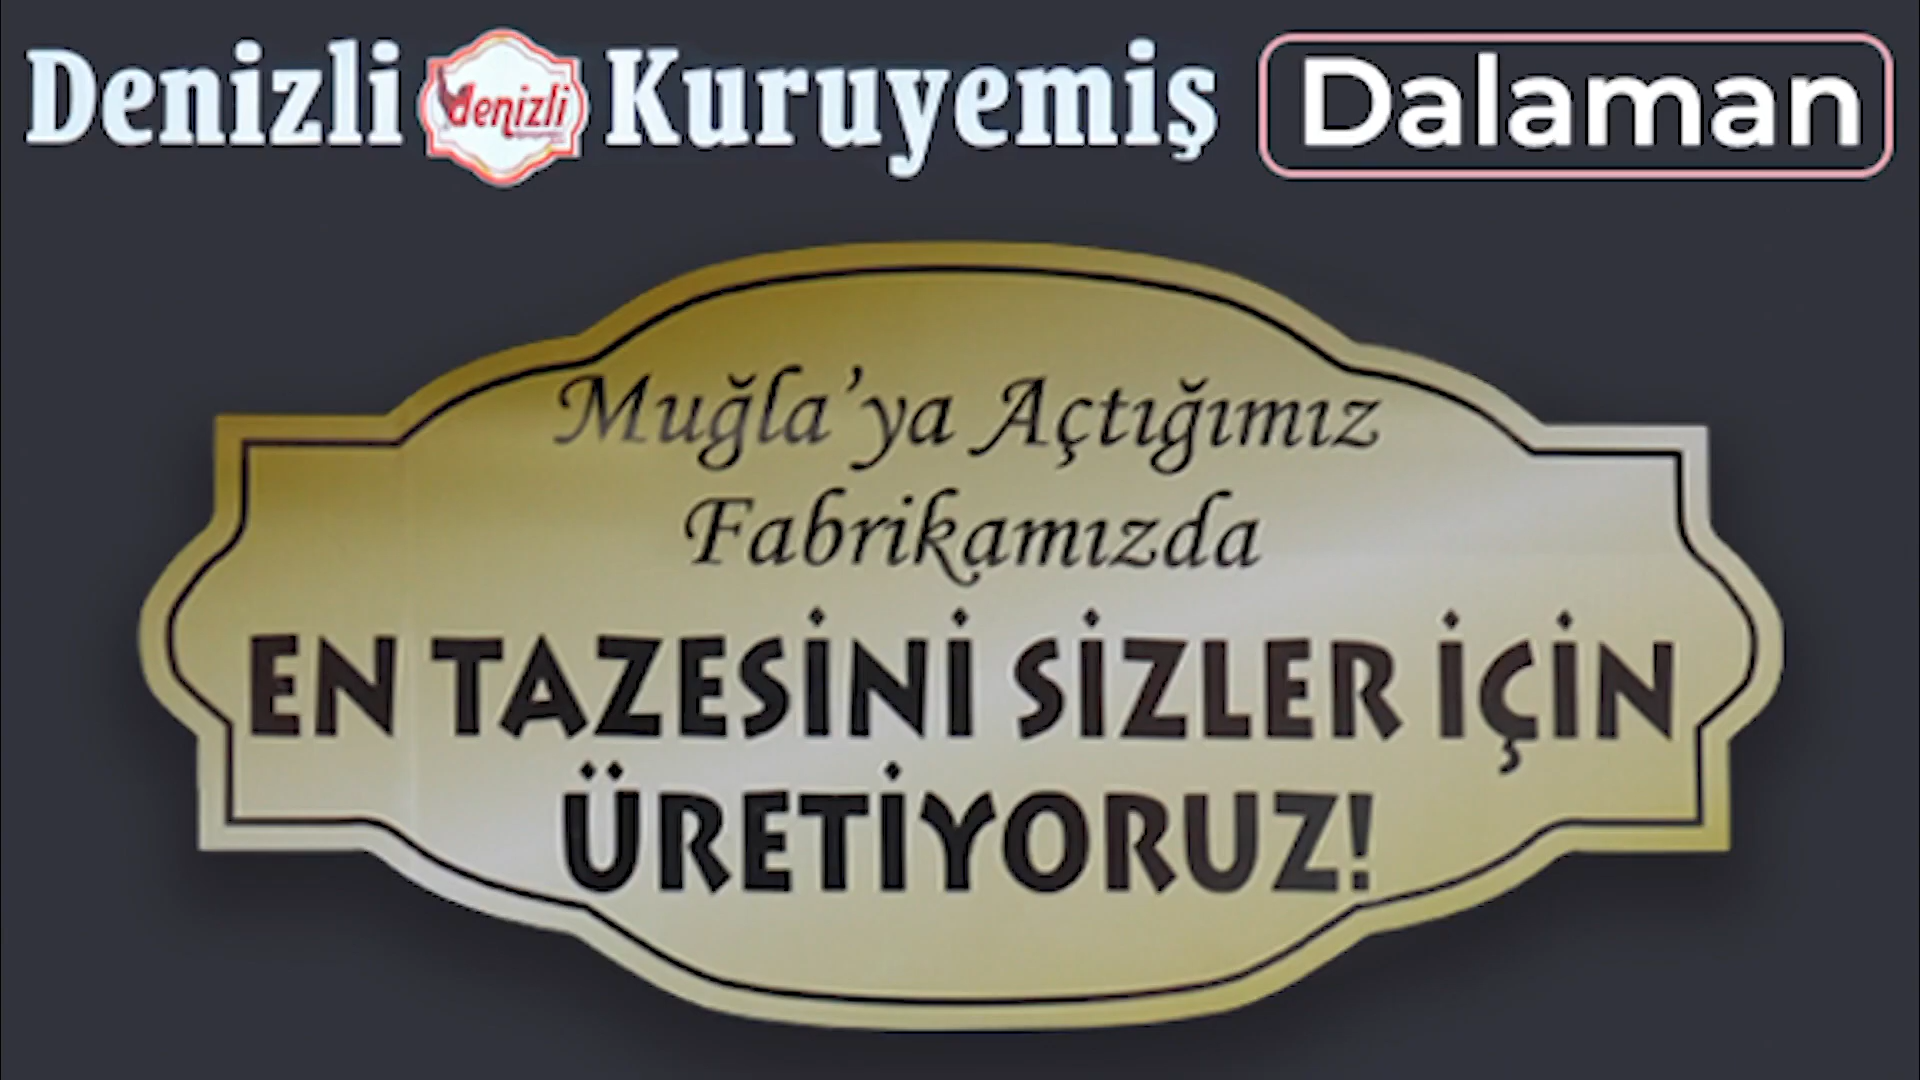 Denizli denizli Kuruyemiş Dalaman
Muğla'ya Açtığımız
Fabrikamızda
EN TAZESİNİ SİZLER İÇİN
ÜRETİYORUZ!